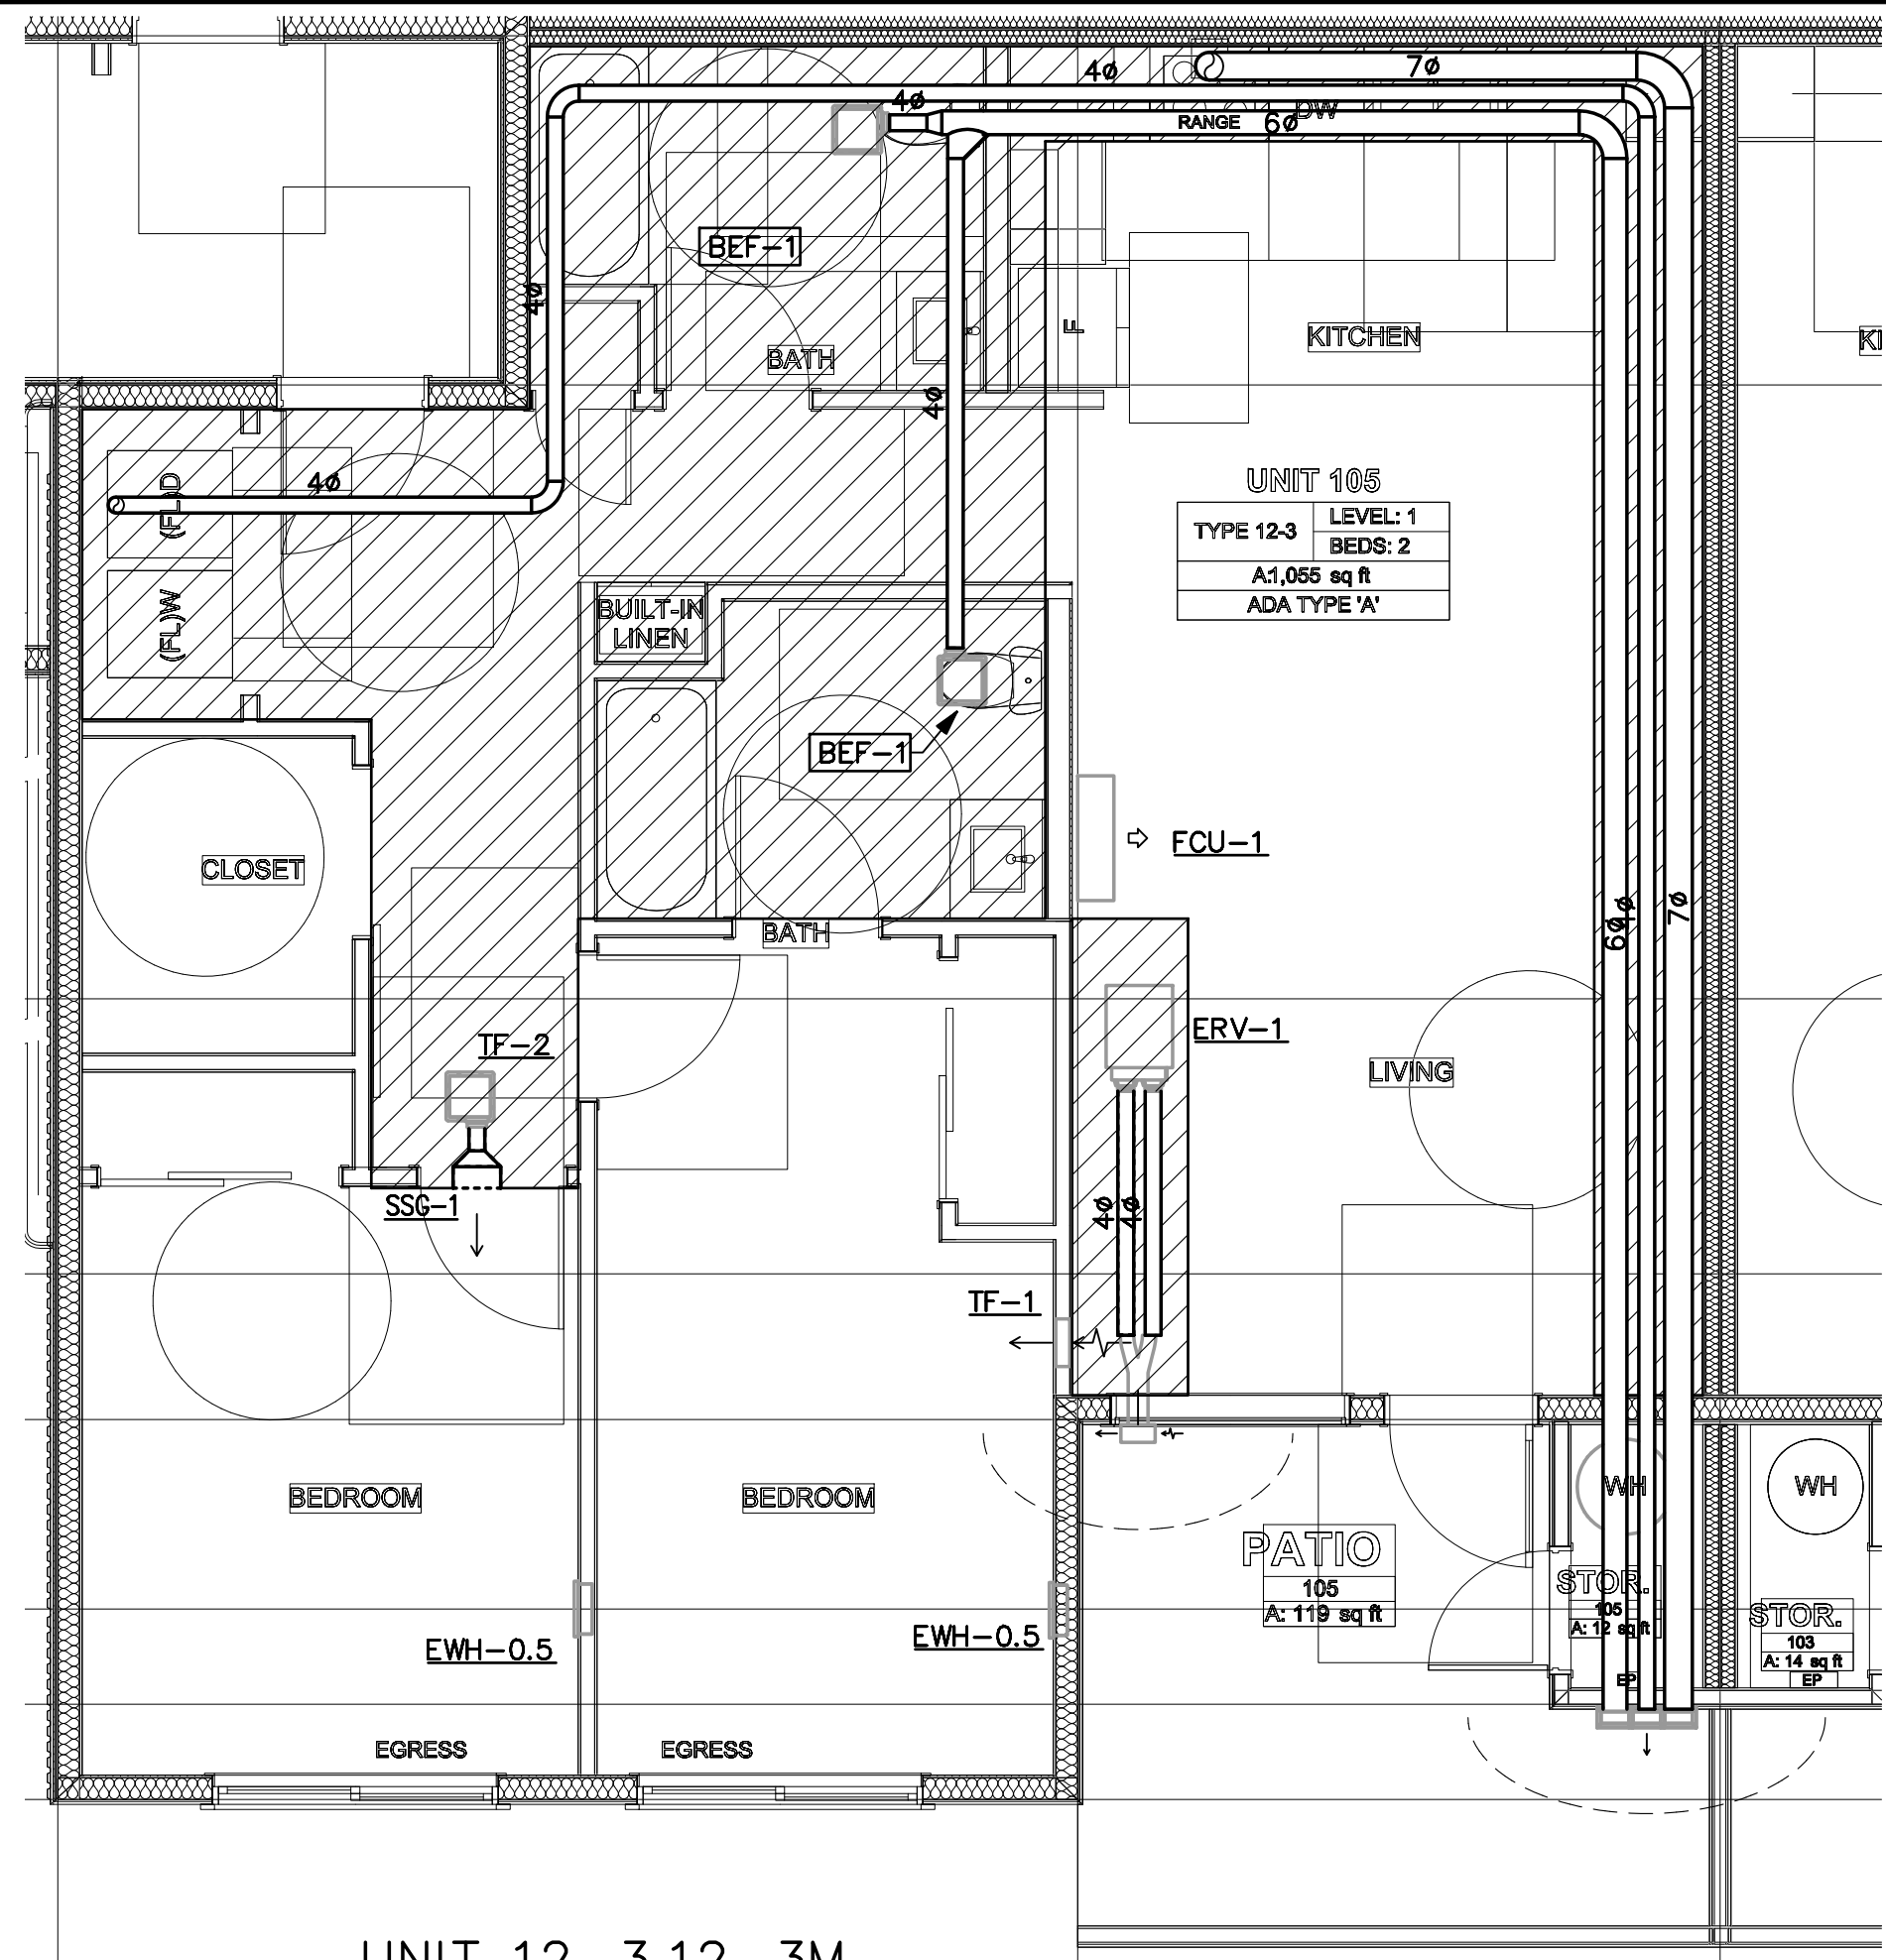 4ø
7ø
4ø
DW
RANGE
6ø
BEF-1
4ø
KITCHEN
F
BATH
4ø
UNIT 105
TYPE 12-3
LEVEL: 1
BEDS: 2
A:1,055 sq ft
ADA TYPE 'A'
4ø
(FL)D
(FL)W
BUILT-IN
LINEN
BEF-1
FCU-1
CLOSET
BATH
6ø
4ø
7ø
ERV-1
TF-2
LIVING
SSG-1
4ø
4ø
TF-1
BEDROOM
BEDROOM
WH
WH
PATIO
105
A: 119 sq ft
STOR.
105
A: 12 sq ft
EP
STOR.
103
A: 14 sq ft
EP
EWH-0.5
EWH-0.5
EGRESS
EGRESS